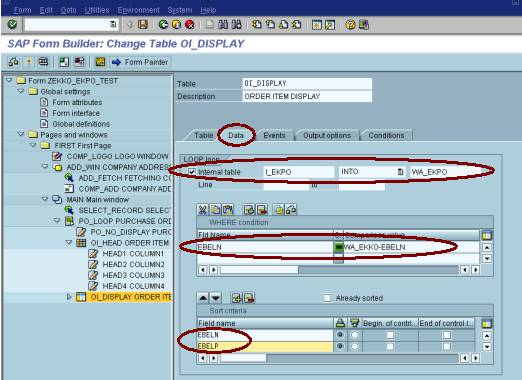 Form Edit Goto Utilities Environment System Help
SAP Form Builder: Change Table OI_DISPLAY
Form Painter
Form ZEKKO_EKPO_TEST
Global settings
Form attributes
Form interface
Global definitions
Pages and windows
FIRST First Page
COMP_LOGO LOGO WINDOW
ADD_WIN COMPANY ADDRES
ADD_FETCH FETCHING C
COMP_ADD COMPANY ADD
MAIN Main window
SELECT_RECORD SELEC
PO_LOOP PURCHASE ORD
PO_NO_DISPLAY PURC
OI_HEAD ORDER ITEM
HEAD1 COLUMN1
HEAD2 COLUMN2
HEAD3 COLUMN3
HEAD4 COLUMN4
OI_DISPLAY ORDER ITE
Table OI_DISPLAY
Description ORDER ITEM DISPLAY
Table Data Events Output options Conditions
LOOP loop
Internal table I_EKPO INTO WA_EKPO
Line to
WHERE condition
Fld Name Comparison value
EBELN WA_EKKO-EBELN
Already sorted
Sort criteria
Field name Begin. of contr... End of control l...
EBELN
EBELP